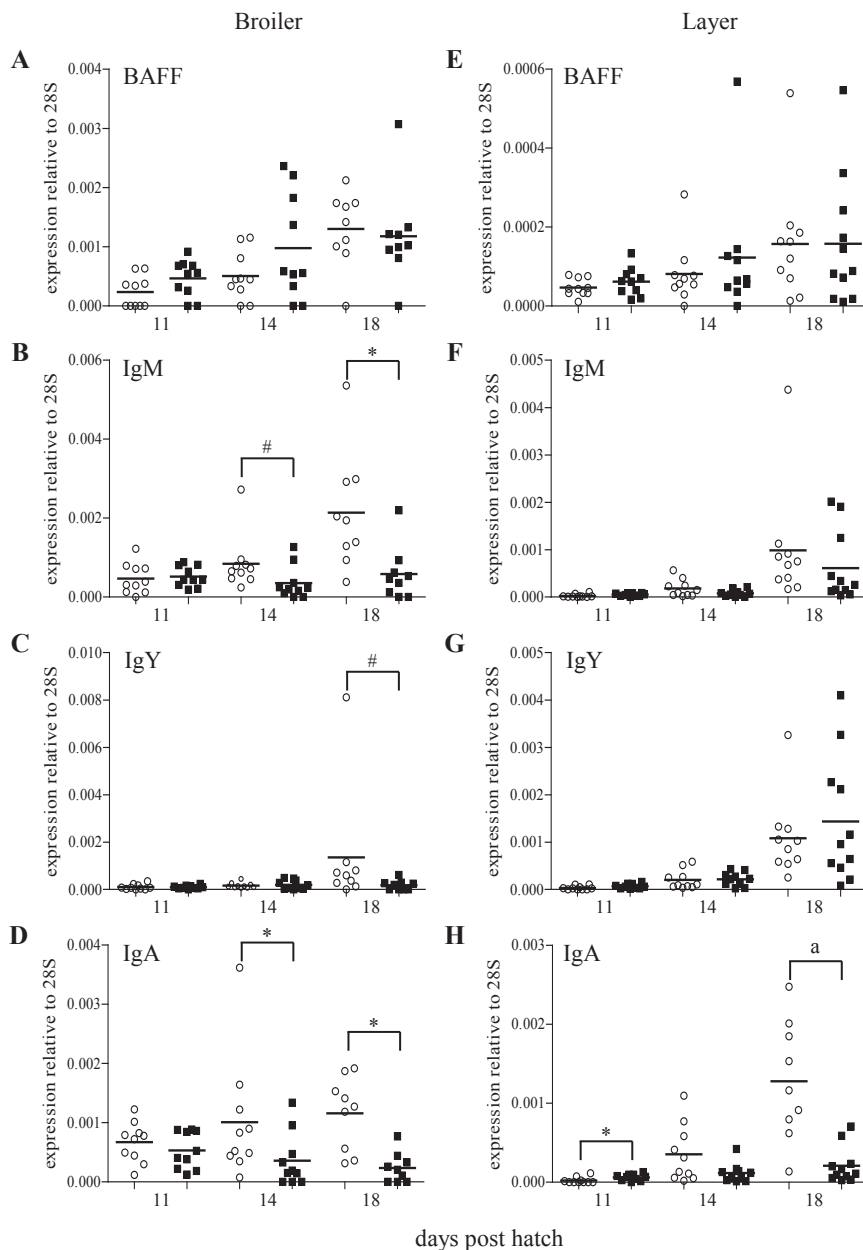 Broiler
Layer
A
BAFF
expression relative to 28S
0.004
0.003
0.002
0.001
0.000
11
14
18
E
BAFF
expression relative to 28S
0.0006
0.0004
0.0002
0.0000
11
14
18
B
IgM
expression relative to 28S
0.006
0.004
0.002
0.000
#
*
11
14
18
F
IgM
expression relative to 28S
0.005
0.004
0.003
0.002
0.001
0.000
11
14
18
C
IgY
expression relative to 28S
0.010
0.008
0.006
0.004
0.002
0.000
#
11
14
18
G
IgY
expression relative to 28S
0.005
0.004
0.003
0.002
0.001
0.000
11
14
18
D
IgA
expression relative to 28S
0.004
0.003
0.002
0.001
0.000
*
*
11
14
18
H
IgA
expression relative to 28S
0.003
0.002
0.001
0.000
*
a
11
14
18
days post hatch